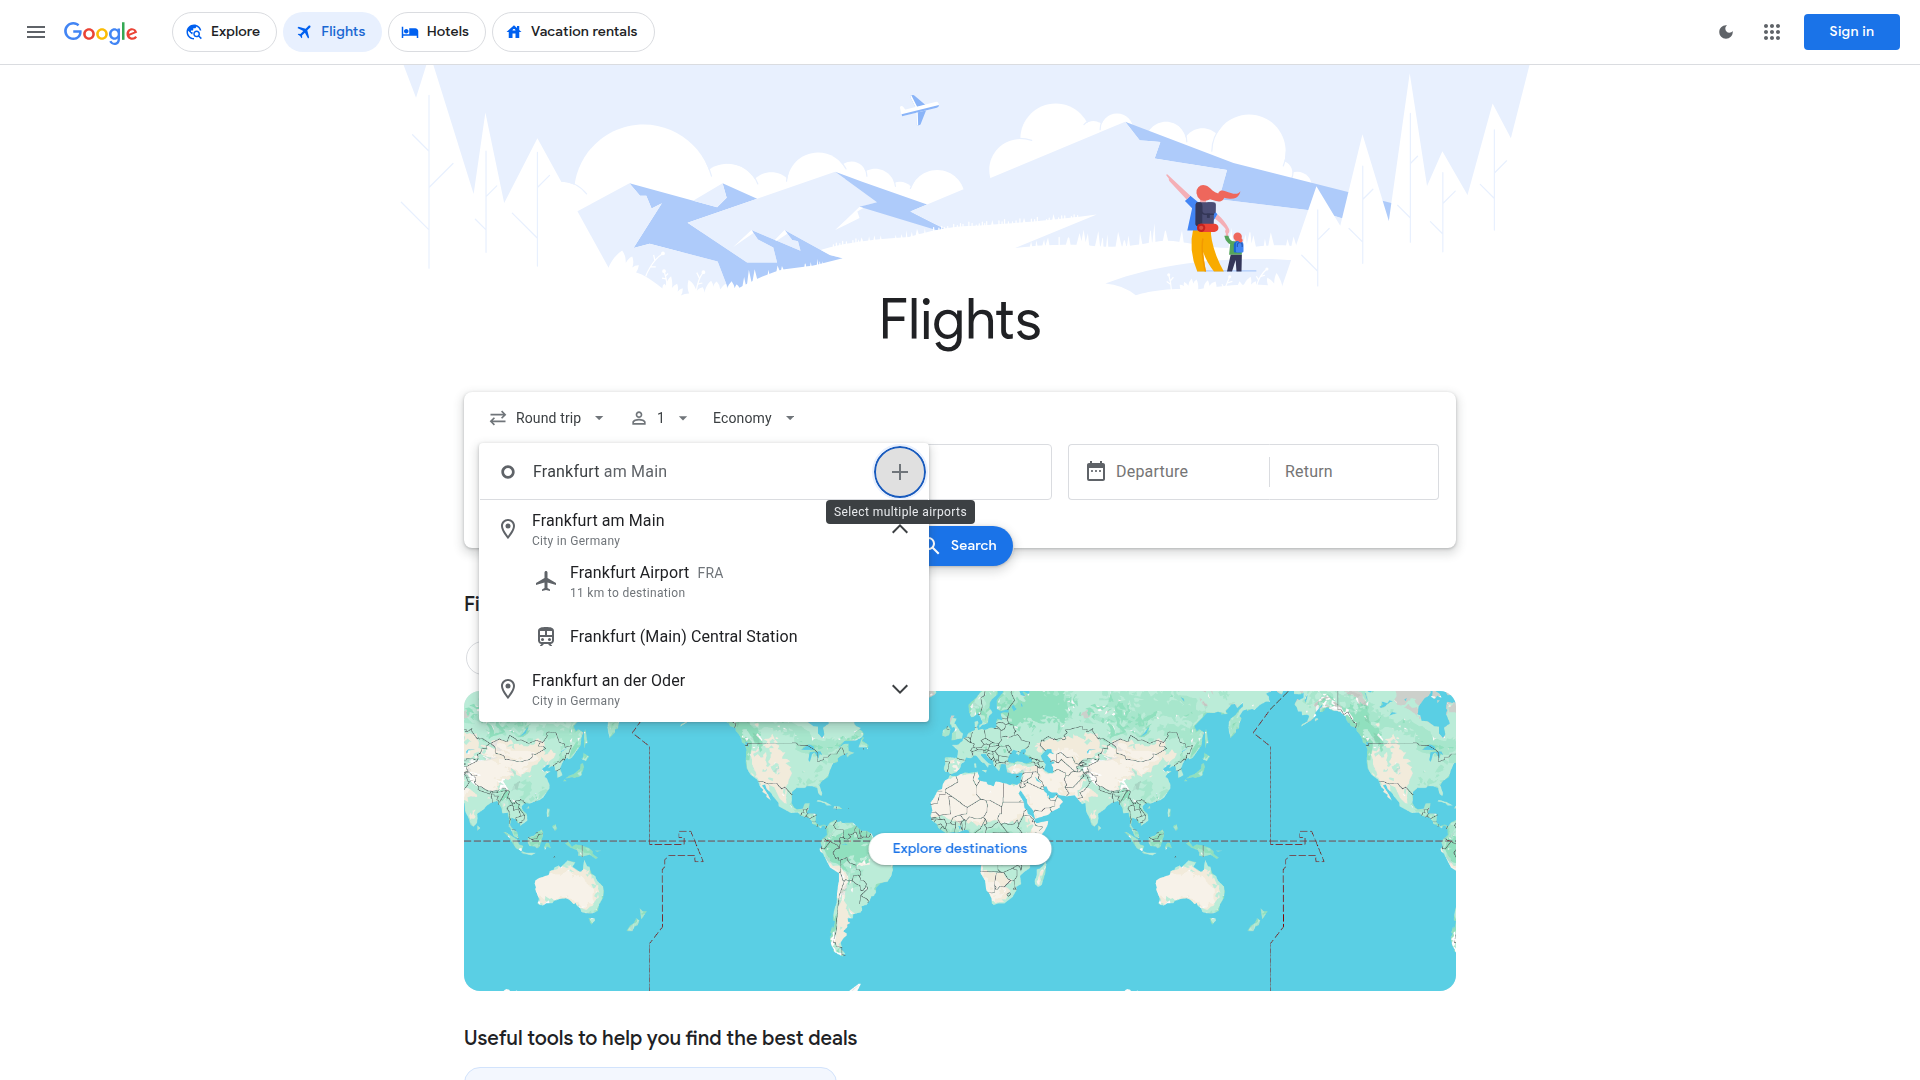 Google
Explore
Flights
Hotels
Vacation rentals
Sign in
Flights
Round trip
1
Economy
Frankfurt am Main
Departure
Return
Select multiple airports
Frankfurt am Main
City in Germany
Search
Frankfurt Airport FRA
11 km to destination
Fi
Frankfurt (Main) Central Station
Frankfurt an der Oder
City in Germany
Explore destinations
Useful tools to help you find the best deals